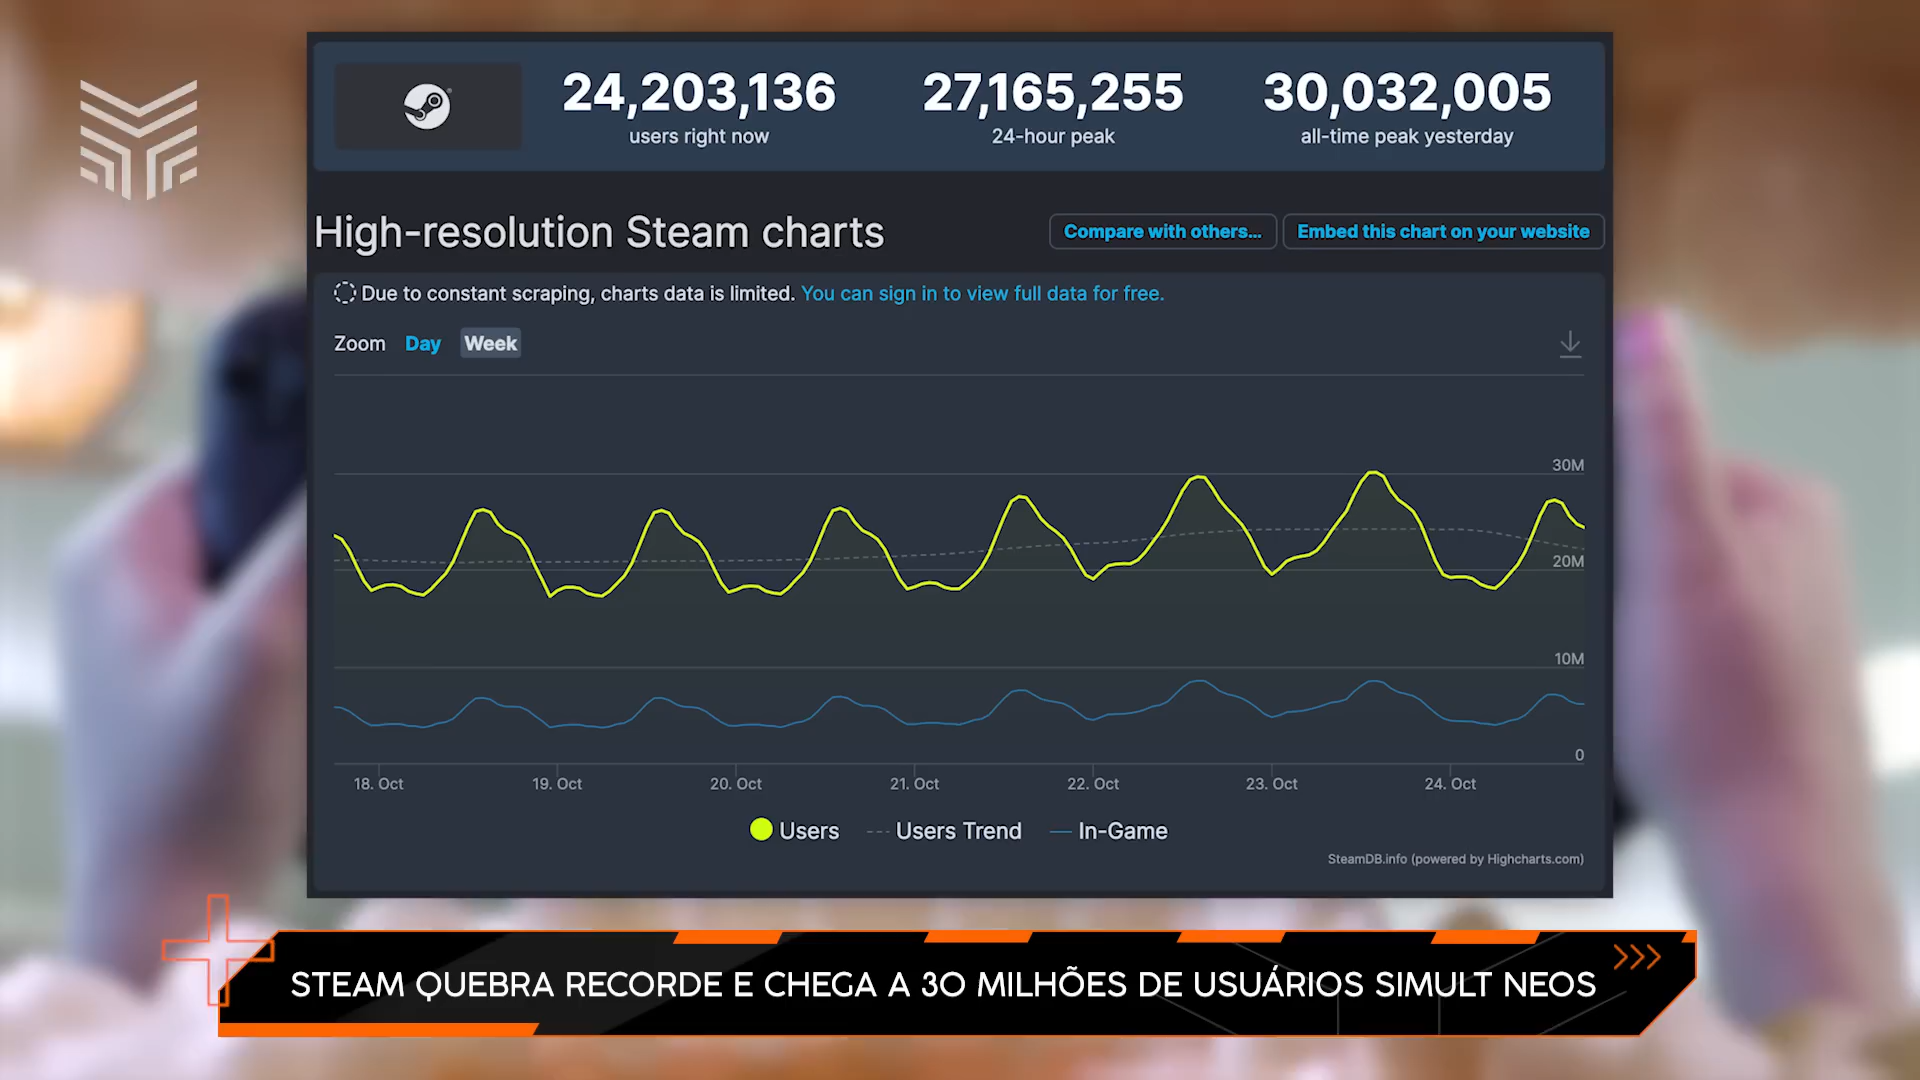 24,203,136
users right now
27,165,255
24-hour peak
30,032,005
all-time peak yesterday
High-resolution Steam charts
Compare with others...
Embed this chart on your website
Due to constant scraping, charts data is limited. You can sign in to view full data for free.
Zoom Day Week
30M
20M
10M
0
18. Oct 19. Oct 20. Oct 21. Oct 22. Oct 23. Oct 24. Oct
Users Users Trend In-Game
SteamDB.info (powered by Highcharts.com)
STEAM QUEBRA RECORDE E CHEGA A 30 MILHÕES DE USUÁRIOS SIMULT NEOS